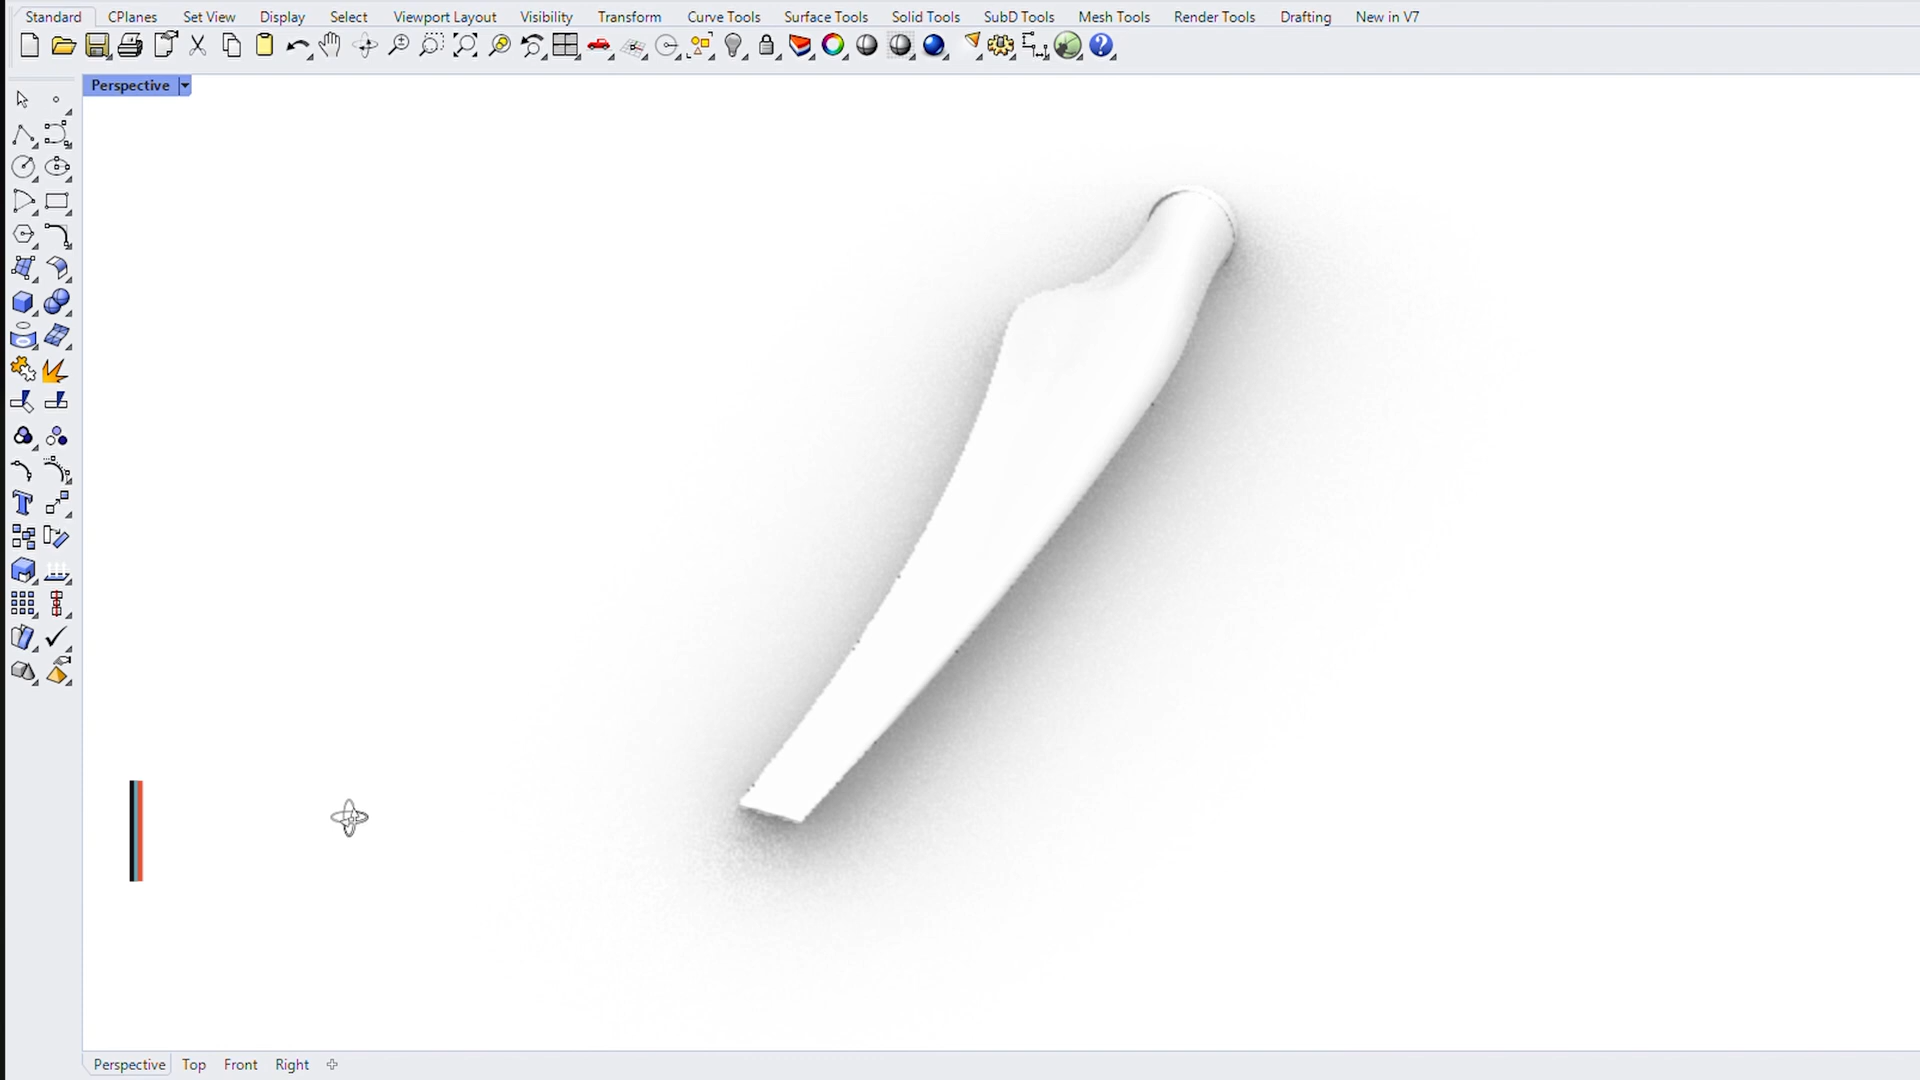 Standard CPlanes Set View Display Select Viewport Layout Visibility Transform Curve Tools Surface Tools Solid Tools SubD Tools Mesh Tools Render Tools Drafting New in V7
Perspective
Perspective Top Front Right